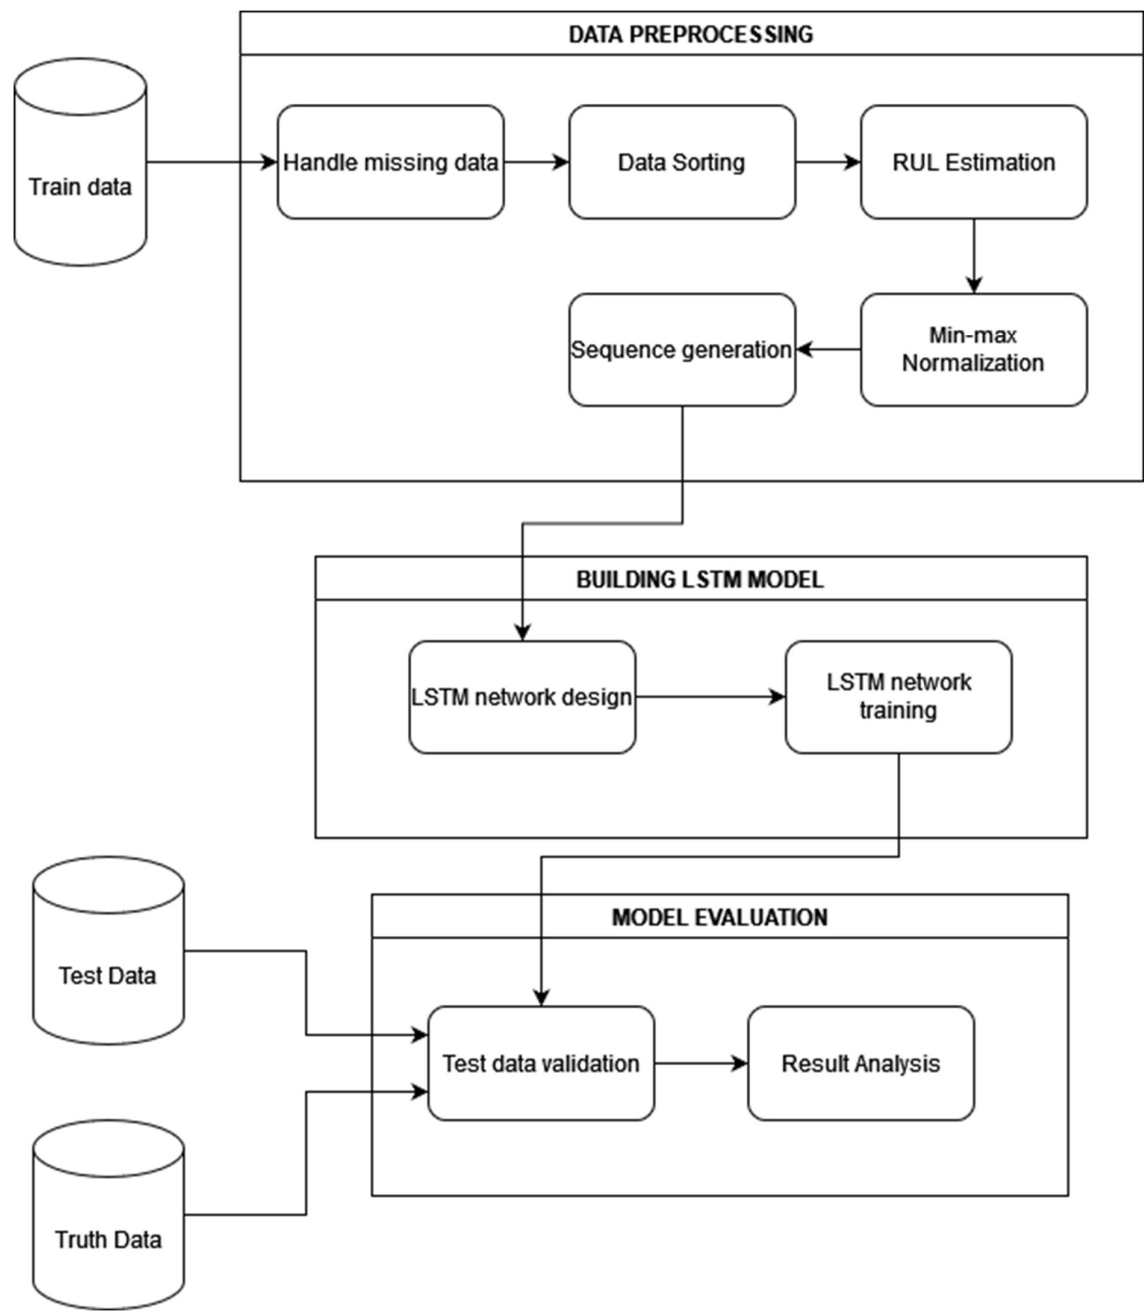 DATA PREPROCESSING
Train data
Handle missing data
Data Sorting
RUL Estimation
Sequence generation
Min-max
Normalization
BUILDING LSTM MODEL
LSTM network design
LSTM network
training
MODEL EVALUATION
Test Data
Test data validation
Result Analysis
Truth Data